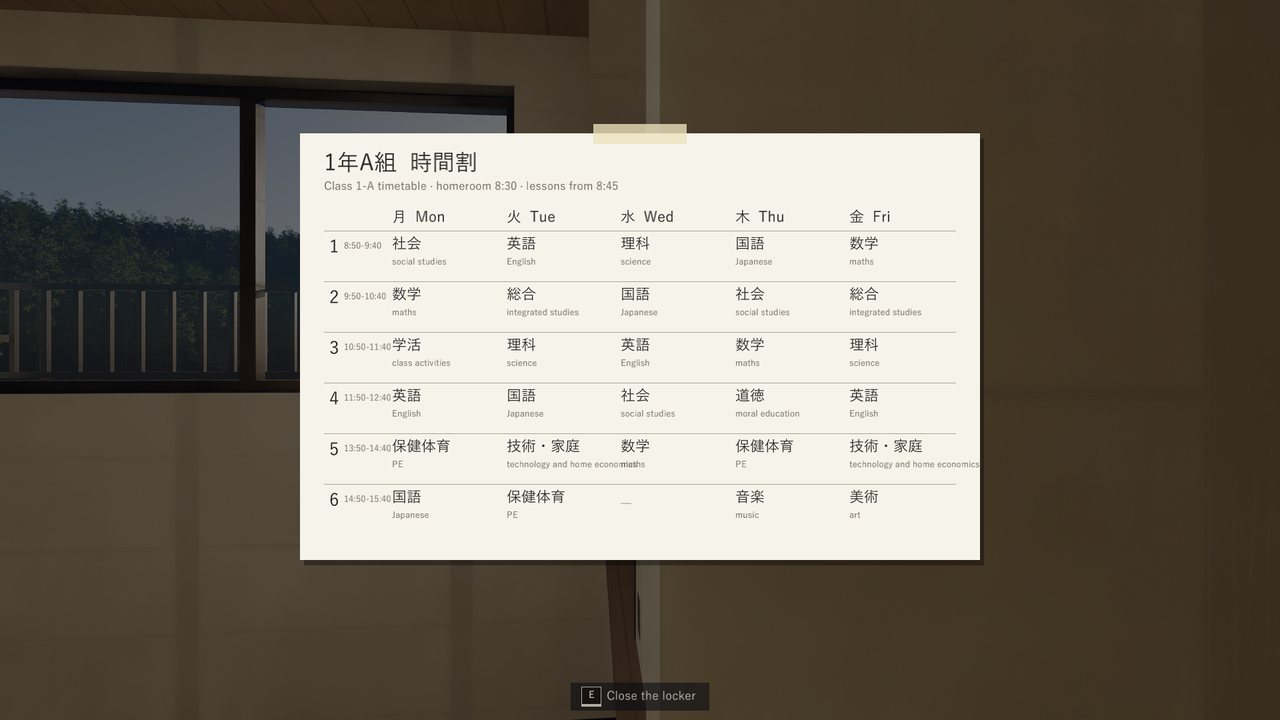 1年A組 時間割
Class 1-A timetable · homeroom 8:30 · lessons from 8:45
月 Mon 火 Tue 水 Wed 木 Thu 金 Fri
1 8:50-9:40 社会 英語 理科 国語 数学
social studies English science Japanese maths
2 9:50-10:40 数学 総合 国語 社会 総合
maths integrated studies Japanese social studies integrated studies
3 10:50-11:40 学活 理科 英語 数学 理科
class activities science English maths science
4 11:50-12:40 英語 国語 社会 道徳 英語
English Japanese social studies moral education English
5 13:50-14:40 保健体育 技術・家庭 数学 保健体育 技術・家庭
PE technology and home economics maths PE technology and home economics
6 14:50-15:40 国語 保健体育 — 音楽 美術
Japanese PE music art
E Close the locker